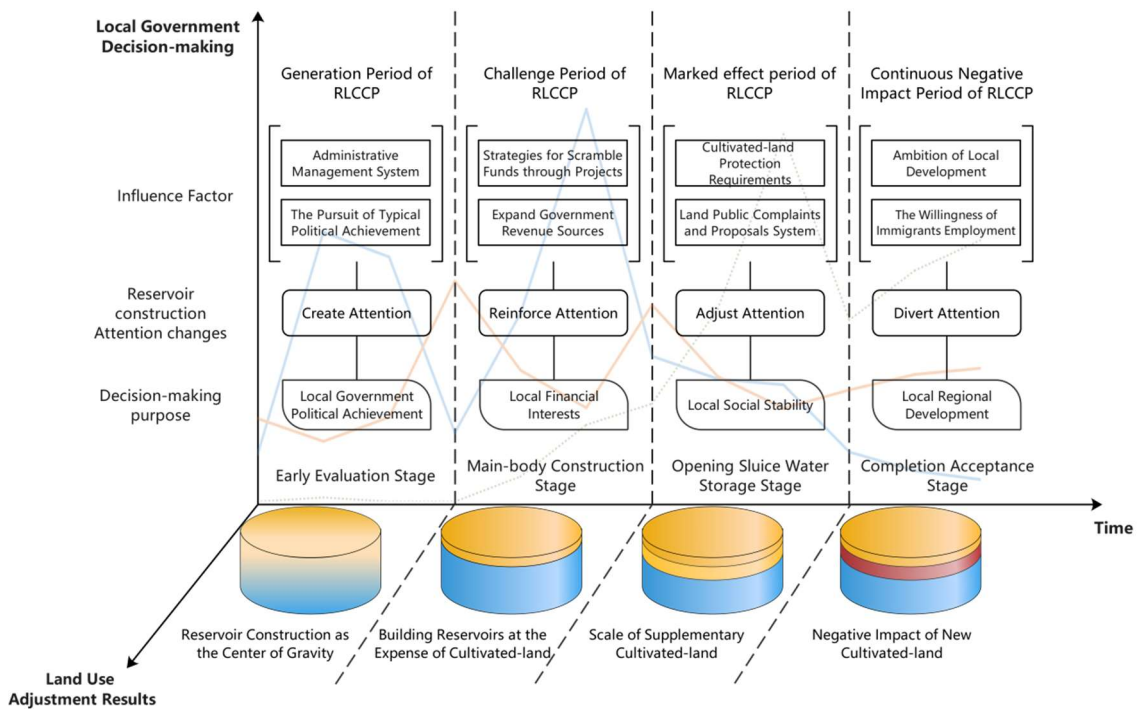 Local Government
Decision-making
Generation Period of
RLCCP
Challenge Period of
RLCCP
Marked effect period of
RLCCP
Continuous Negative
Impact Period of RLCCP
Influence Factor
Administrative
Management System
Strategies for Scramble
Funds through Projects
Cultivated-land
Protection
Requirements
Ambition of Local
Development
The Pursuit of Typical
Political Achievement
Expand Government
Revenue Sources
Land Public Complaints
and Proposals System
The Willingness of
Immigrants Employment
Reservoir
construction
Attention changes
Create Attention
Reinforce Attention
Adjust Attention
Divert Attention
Decision-making
purpose
Local Government
Political Achievement
Local Financial
Interests
Local Social Stability
Local Regional
Development
Early Evaluation Stage
Main-body Construction
Stage
Opening Sluice Water
Storage Stage
Completion Acceptance
Stage
Time
Reservoir Construction as
the Center of Gravity
Building Reservoirs at the
Expense of Cultivated-land
Scale of Supplementary
Cultivated-land
Negative Impact of New
Cultivated-land
Land Use
Adjustment Results